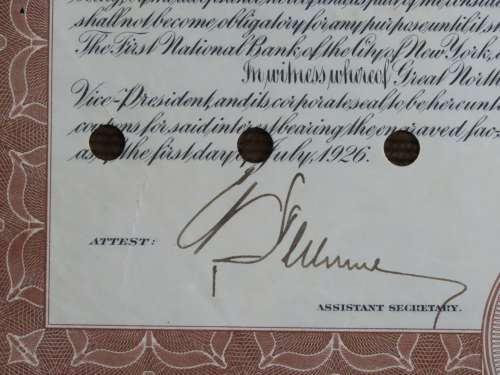 shall not become obligatory for any purpose, until it s
The First National Bank of the City of New York, o
In witness whereof Great North
Vice-President, and its corporate seal to be hereun
coupons for said interest bearing the engraved fac-
as of the first day of July, 1926.
ATTEST:
ASSISTANT SECRETARY.